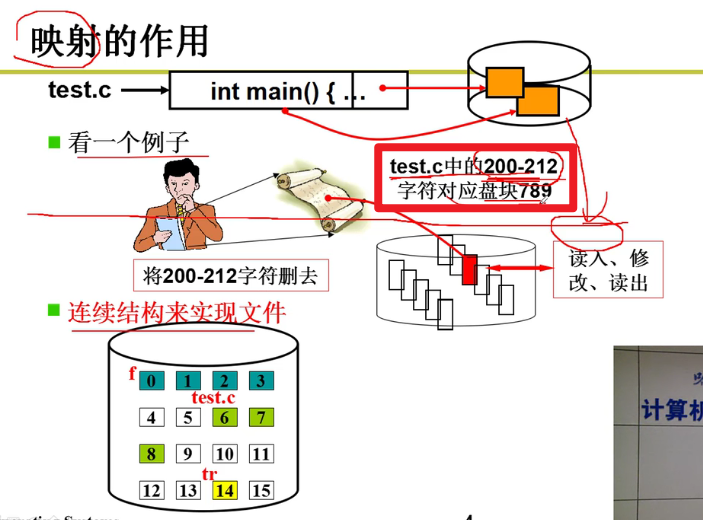 映射的作用
test.c
int main() { ...
看一个例子
test.c中的200-212
字符对应盘块789
将200-212字符删去
读入、修
改、读出
连续结构来实现文件
f
0 1 2 3
test.c
4 5 6 7
8 9 10 11
tr
12 13 14 15
计算机